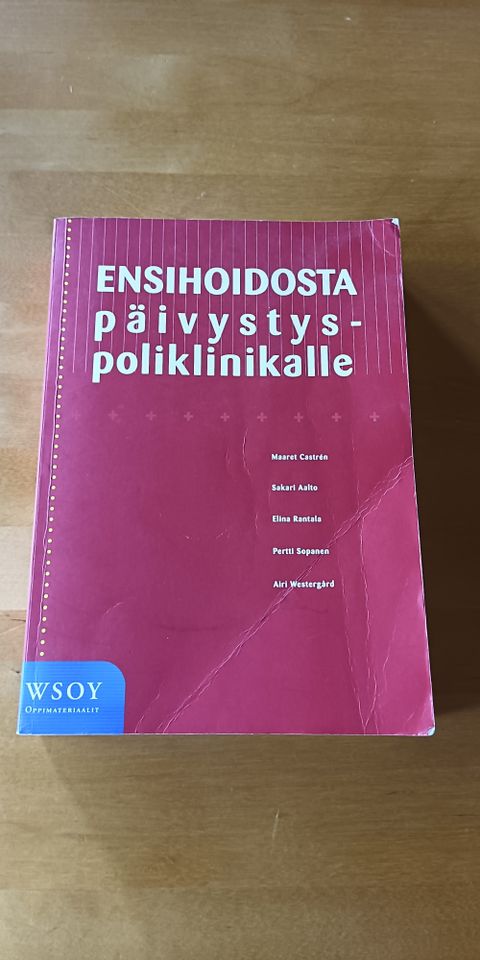 ENSIHOIDOSTA
päivystys-
poliklinikalle
Maaret Castrén
Sakari Aalto
Elina Rantala
Pertti Sopanen
Airi Westergård
WSOY
OPPIMATERIAALIT